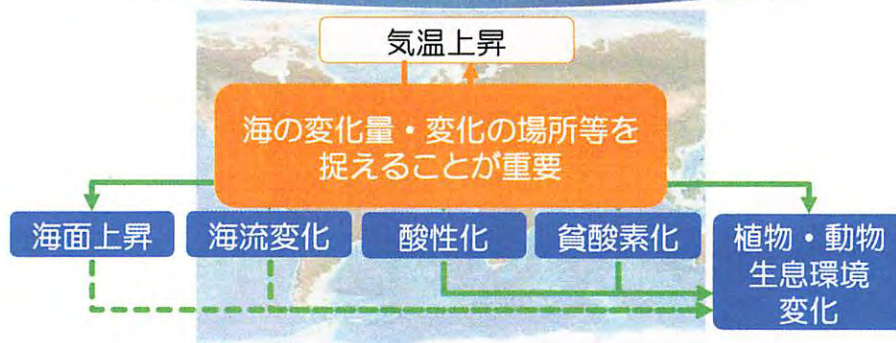 気温上昇
海の変化量・変化の場所等を
捉えることが重要
海面上昇
海流変化
酸性化
貧酸素化
植物・動物
生息環境
変化